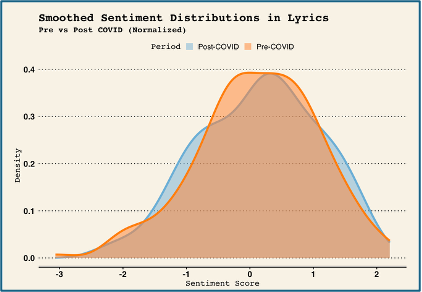 Smoothed Sentiment Distributions in Lyrics
Pre vs Post COVID (Normalized)
Period Post-COVID Pre-COVID
0.4
0.3
0.2
0.1
0.0
Density
-3 -2 -1 0 1 2
Sentiment Score